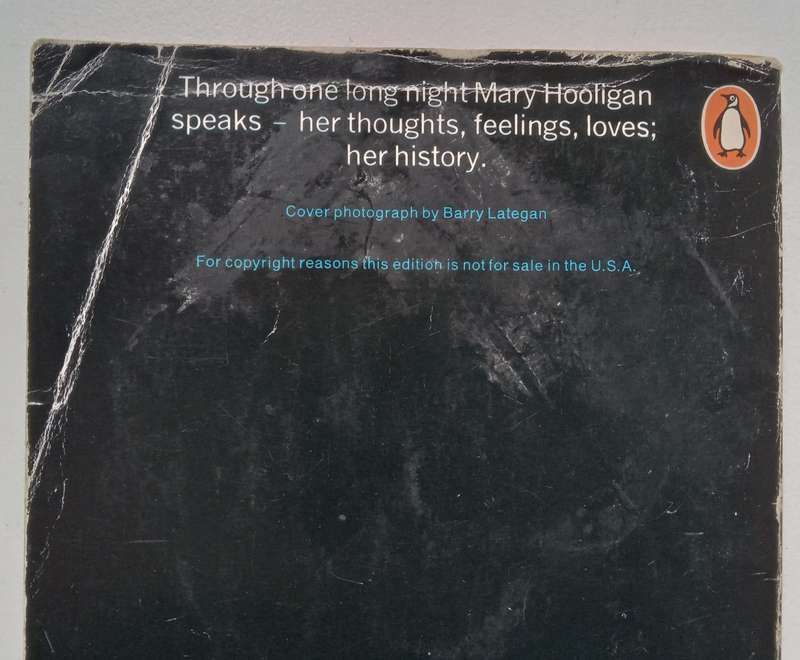 Through one long night Mary Hooligan
speaks – her thoughts, feelings, loves;
her history.
Cover photograph by Barry Lategan
For copyright reasons this edition is not for sale in the U.S.A.